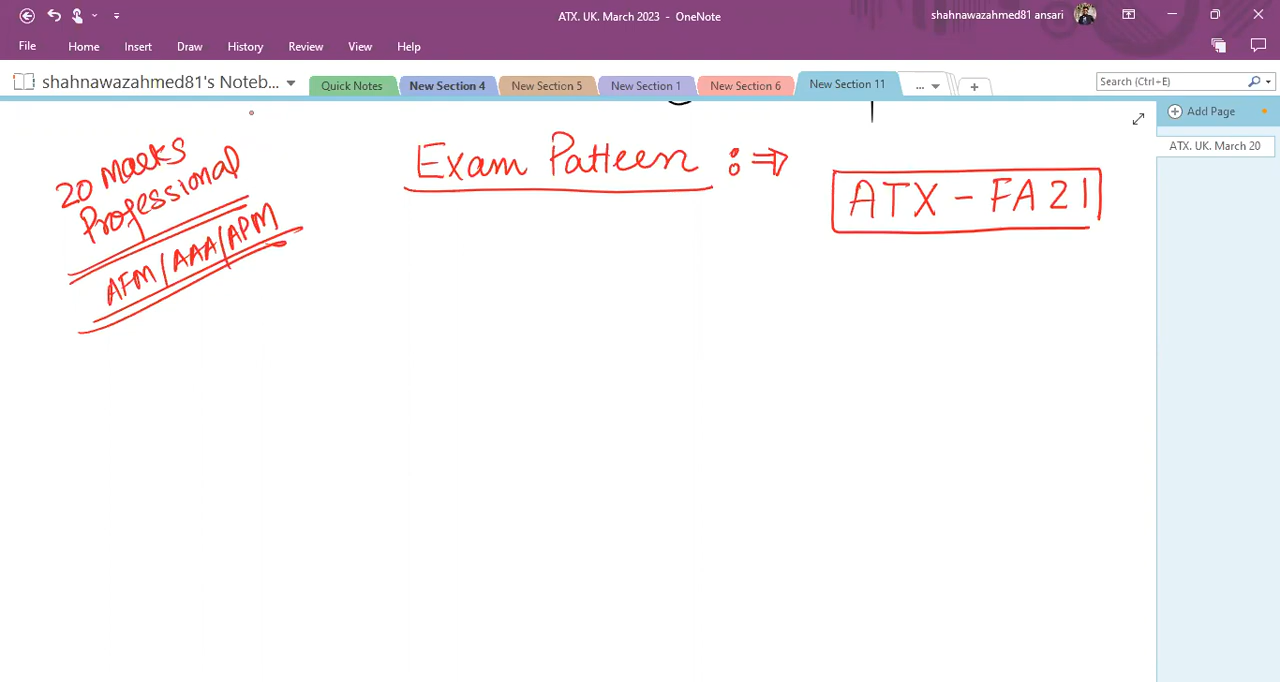 ATX. UK. March 2023 - OneNote
shahnawazahmed81 ansari
File Home Insert Draw History Review View Help
shahnawazahmed81's Noteb...
Quick Notes
New Section 4
New Section 5
New Section 1
New Section 6
New Section 11
...
Search (Ctrl+E)
Add Page
ATX. UK. March 20
20 Marks
Professional
AFM/AAA/APM
Exam Pattern :⇒
ATX - FA 21